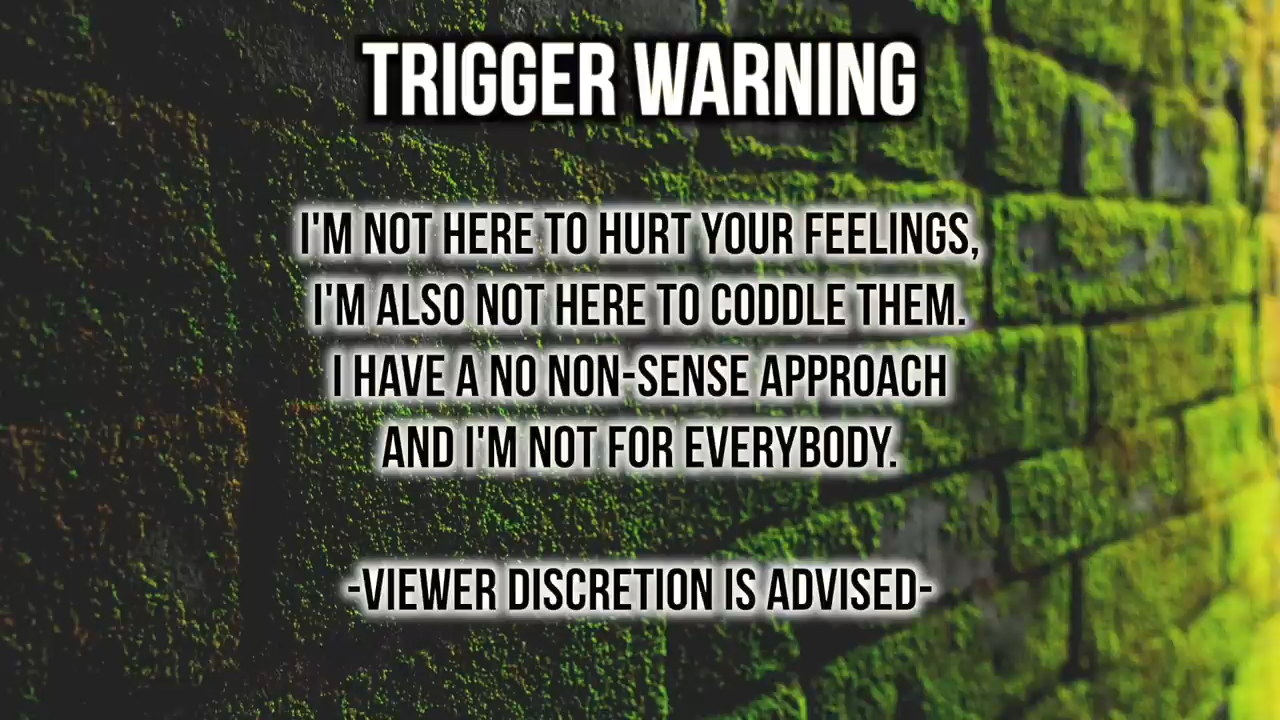 TRIGGER WARNING
I'M NOT HERE TO HURT YOUR FEELINGS,
I'M ALSO NOT HERE TO CODDLE THEM.
I HAVE A NO NON-SENSE APPROACH
AND I'M NOT FOR EVERYBODY.
-VIEWER DISCRETION IS ADVISED-